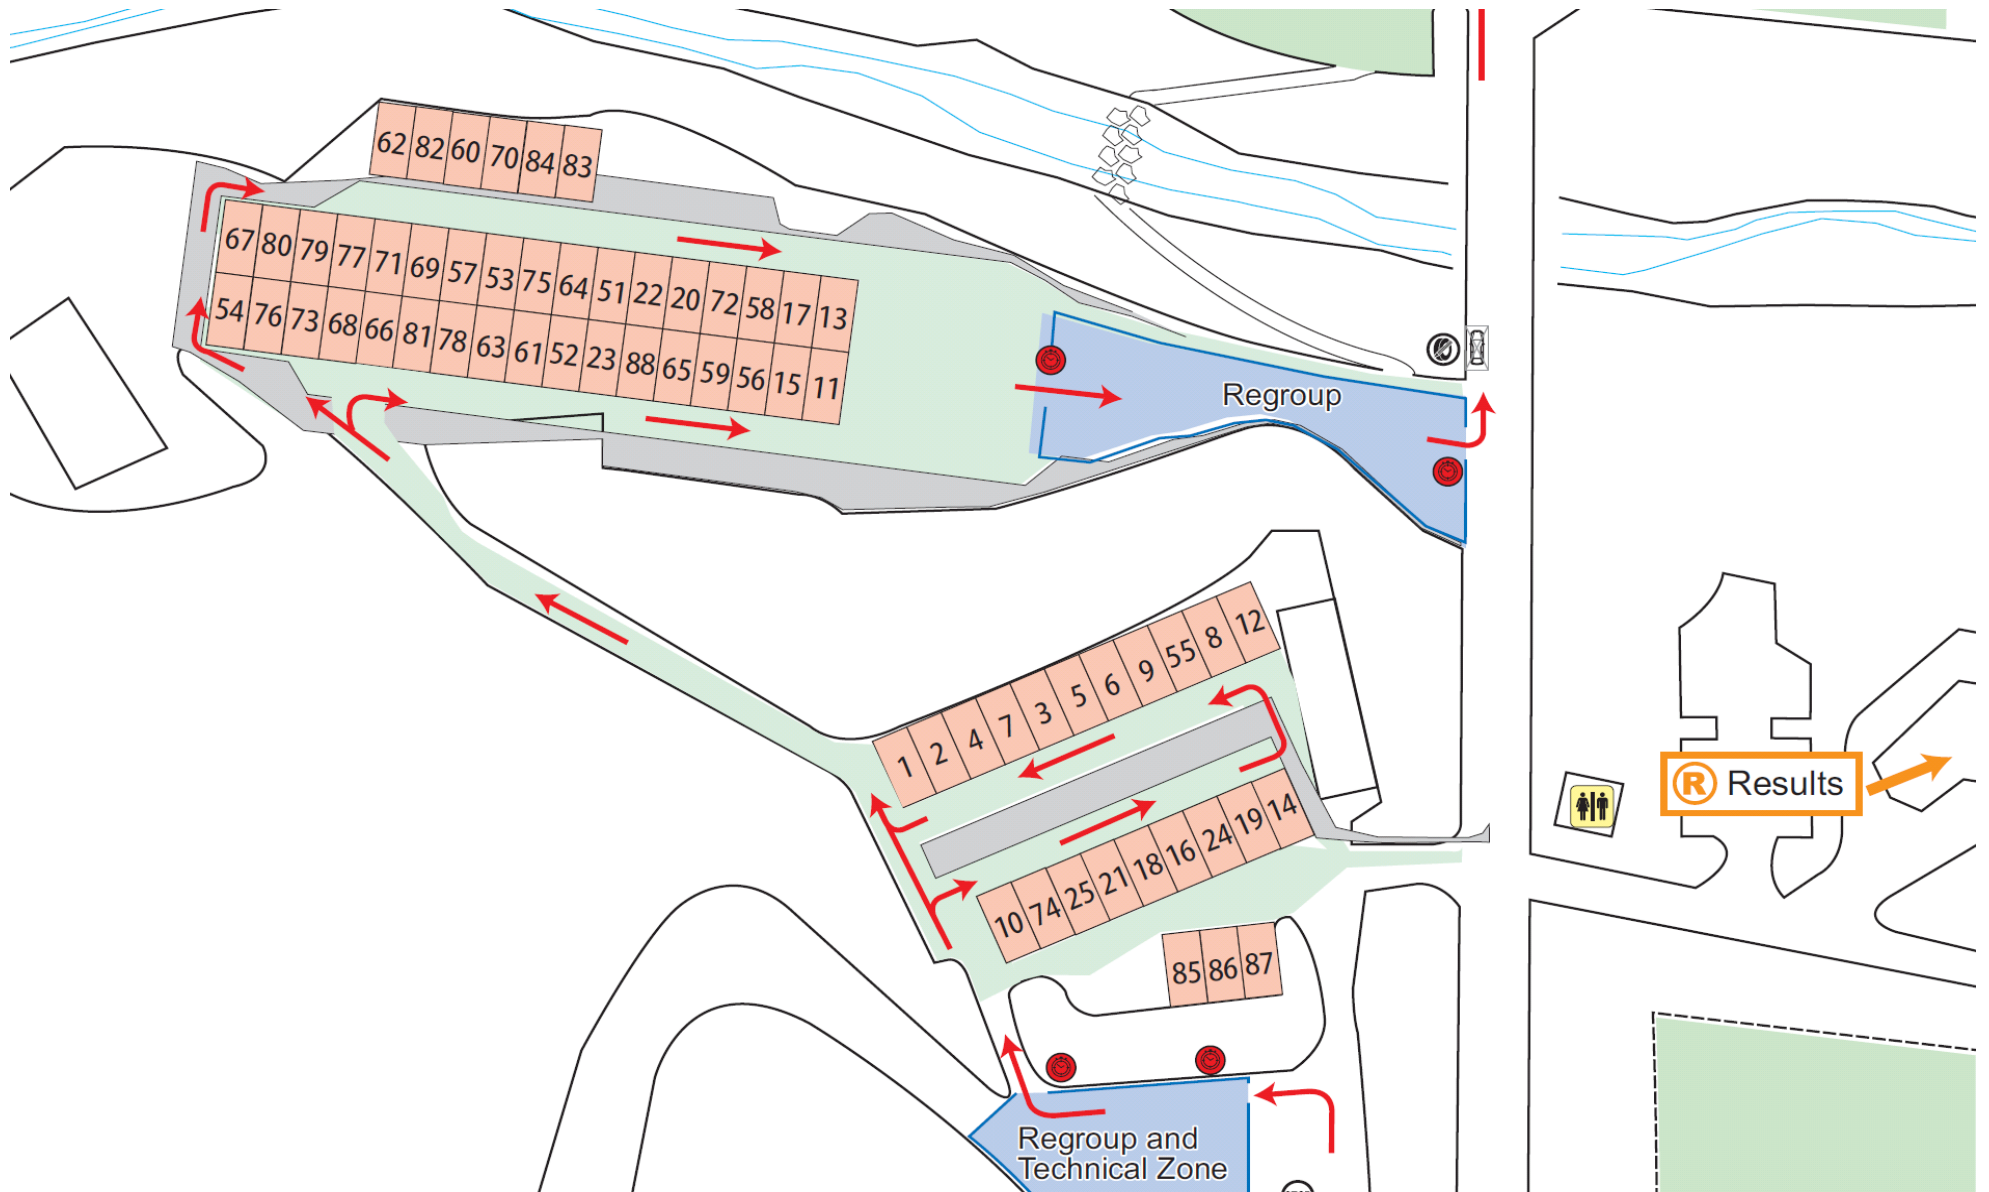 62 82 60 70 84 83
67 80 79 77 71 69 57 53 75 64 51 22 20 72 58 17 13
54 76 73 68 66 81 78 63 61 52 23 88 65 59 56 15 11
Regroup
1 2 4 7 3 5 6 9 55 8 12
R Results
10 74 25 21 18 16 24 19 14
85 86 87
Regroup and
Technical Zone